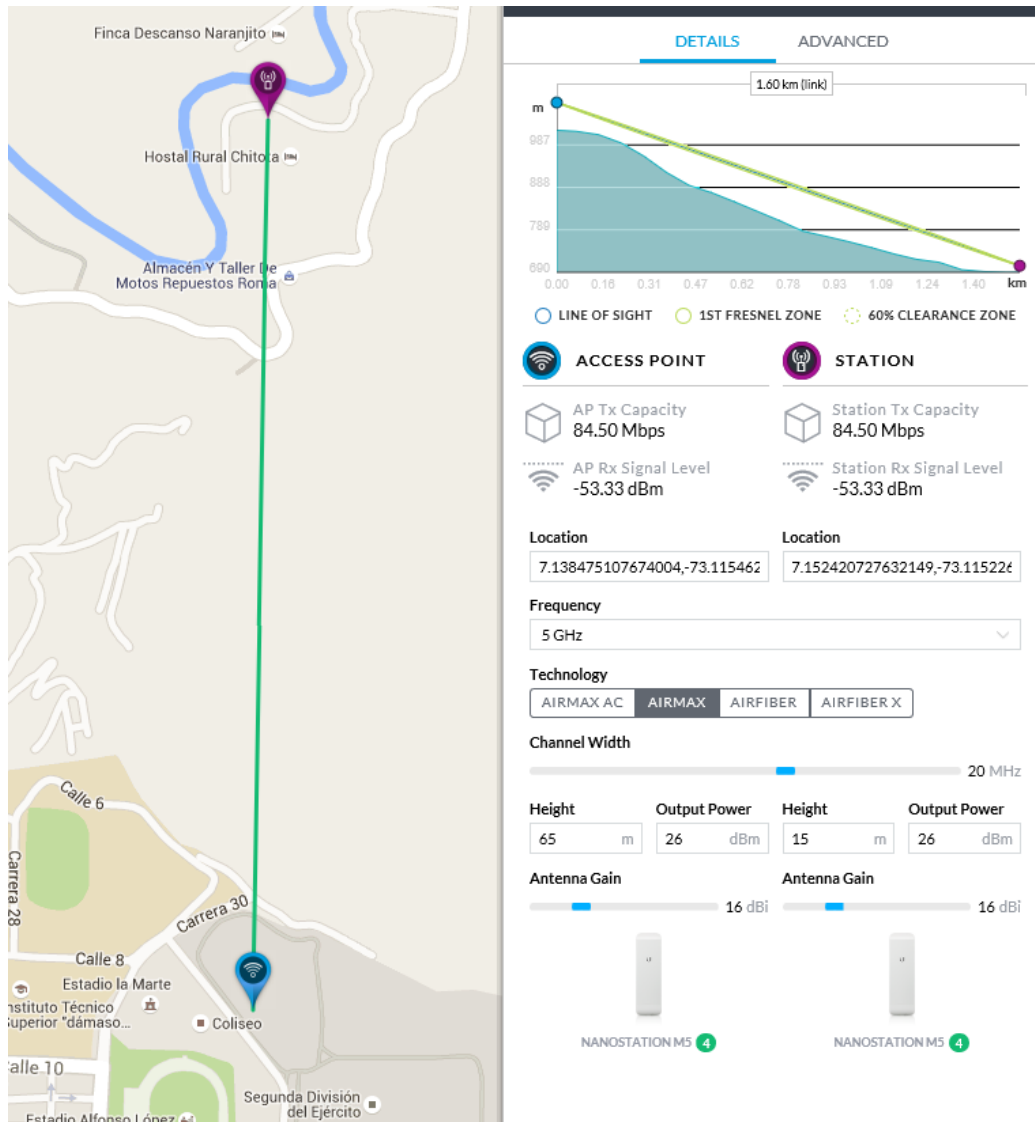 Finca Descanso Naranjito
Hostal Rural Chitota
Almacén Y Taller De
Motos Repuestos Roma
Calle 6
Carrera 28
Carrera 30
Calle 8
Estadio la Marte
nstituto Técnico
Superior "dámaso...
Coliseo
alle 10
Segunda División
del Ejército
Estadio Alfonso López
DETAILS
ADVANCED
1.60 km (link)
m
987
888
789
690
0.00 0.16 0.31 0.47 0.62 0.78 0.93 1.09 1.24 1.40 km
LINE OF SIGHT
1ST FRESNEL ZONE
60% CLEARANCE ZONE
ACCESS POINT
STATION
AP Tx Capacity
84.50 Mbps
Station Tx Capacity
84.50 Mbps
AP Rx Signal Level
-53.33 dBm
Station Rx Signal Level
-53.33 dBm
Location
7.138475107674004,-73.115462
Location
7.152420727632149,-73.115226
Frequency
5 GHz
Technology
AIRMAX AC
AIRMAX
AIRFIBER
AIRFIBER X
Channel Width
20 MHz
Height
65 m
Output Power
26 dBm
Height
15 m
Output Power
26 dBm
Antenna Gain
16 dBi
Antenna Gain
16 dBi
NANOSTATION M5 4
NANOSTATION M5 4